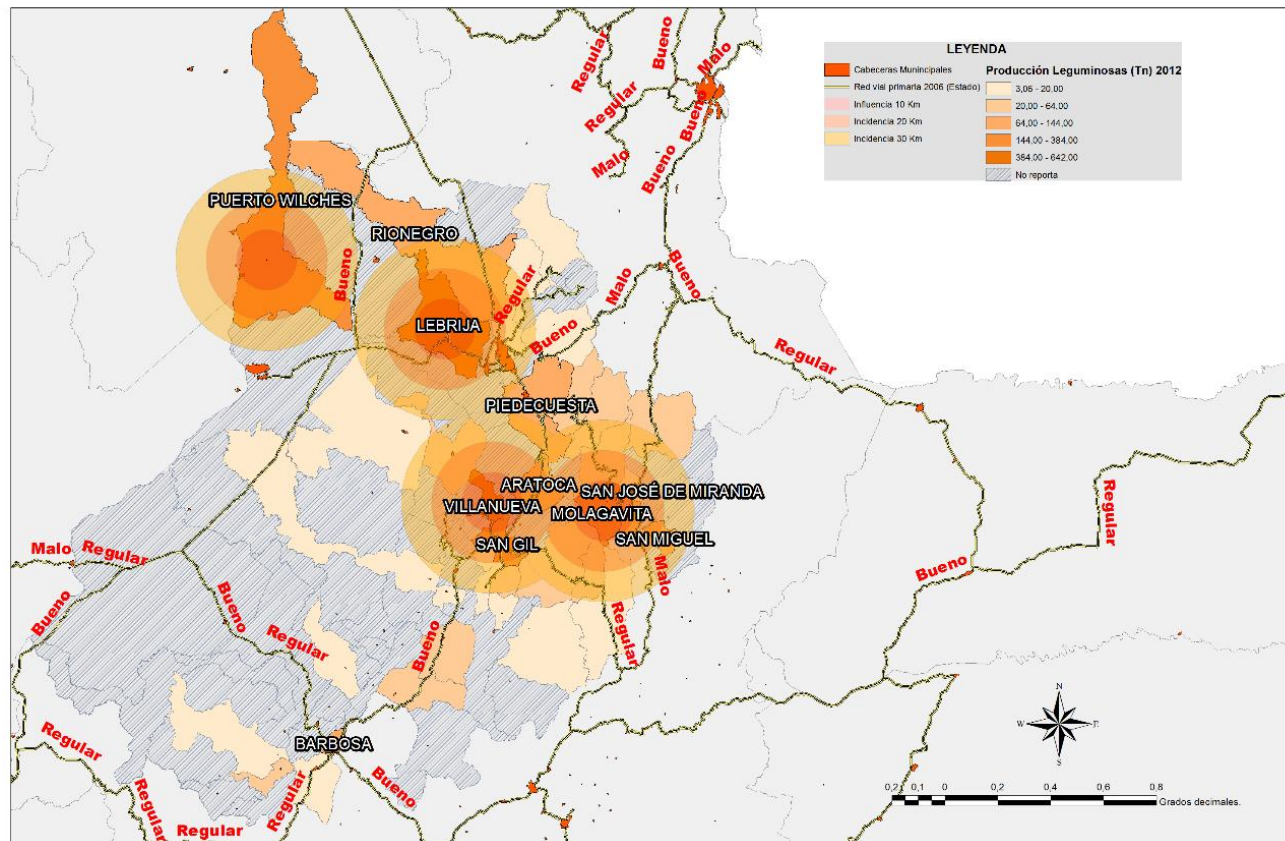 LEYENDA
Cabeceras Munincipales
Red vial primaria 2006 (Estado)
Influencia 10 Km
Incidencia 20 Km
Incidencia 30 Km
Producción Leguminosas (Tn) 2012
3,06 - 20,00
20,00 - 64,00
64,00 - 144,00
144,00 - 384,00
384,00 - 642,00
No reporta
Regular
Bueno
Malo
Regular
Bueno
Malo
Bueno
PUERTO WILCHES
RIONEGRO
Bueno
Regular
Malo
Bueno
LEBRIJA
Bueno
Regular
PIEDECUESTA
ARATOCA
SAN JOSÉ DE MIRANDA
VILLANUEVA
MOLAGAVITA
SAN GIL
SAN MIGUEL
Regular
Malo
Regular
Malo
Bueno
Bueno
Bueno
Regular
Bueno
Regular
Regular
BARBOSA
Bueno
Regular
Regular
Regular
N
W
E
S
0,2 0,1 0 0,2 0,4 0,6 0,8
Grados decimales.